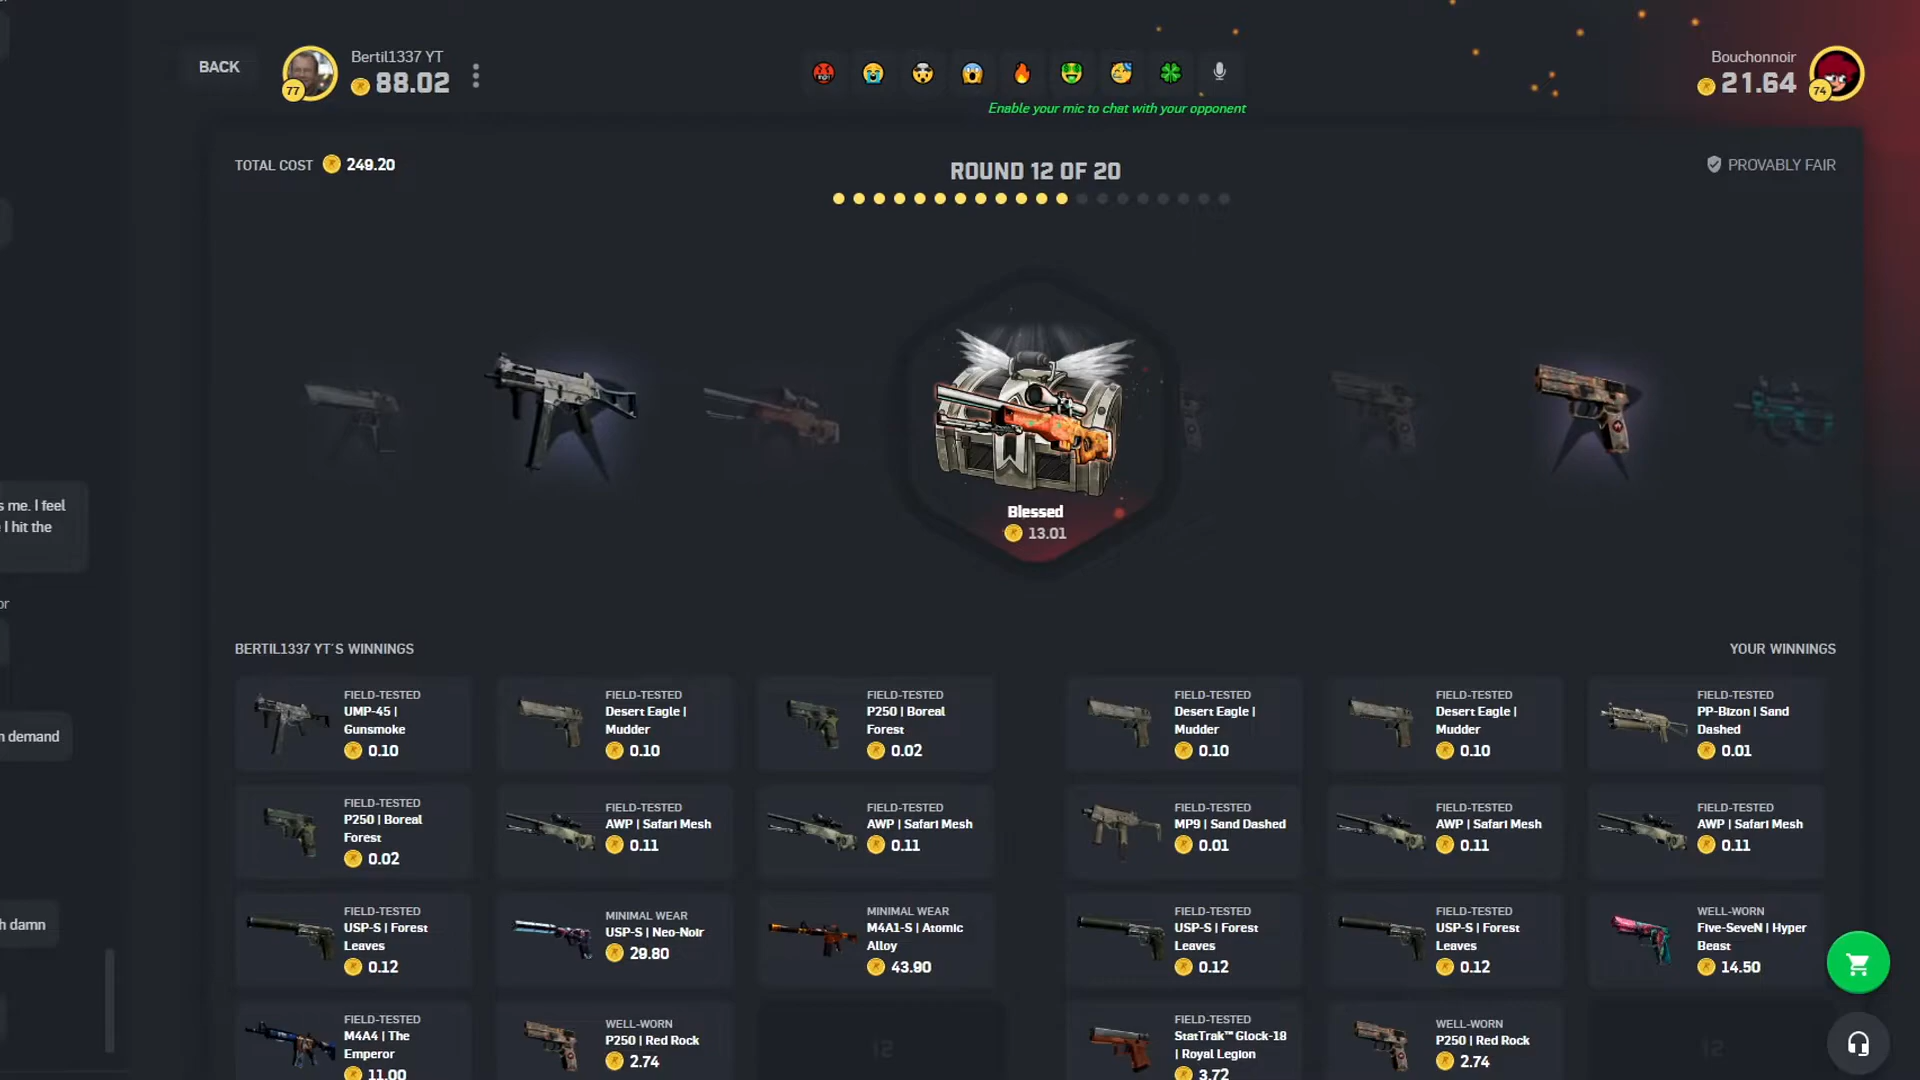 BACK
Bertil1337 YT
77
88.02
Enable your mic to chat with your opponent
Bouchonnoir
21.64
74
TOTAL COST 249.20
ROUND 12 OF 20
PROVABLY FAIR
Blessed
13.01
s me. I feel
I hit the
or
n demand
h damn
BERTIL1337 YT'S WINNINGS
YOUR WINNINGS
FIELD-TESTED
UMP-45 |
Gunsmoke
0.10
FIELD-TESTED
Desert Eagle |
Mudder
0.10
FIELD-TESTED
P250 | Boreal
Forest
0.02
FIELD-TESTED
Desert Eagle |
Mudder
0.10
FIELD-TESTED
Desert Eagle |
Mudder
0.10
FIELD-TESTED
PP-Bizon | Sand
Dashed
0.01
FIELD-TESTED
P250 | Boreal
Forest
0.02
FIELD-TESTED
AWP | Safari Mesh
0.11
FIELD-TESTED
AWP | Safari Mesh
0.11
FIELD-TESTED
MP9 | Sand Dashed
0.01
FIELD-TESTED
AWP | Safari Mesh
0.11
FIELD-TESTED
AWP | Safari Mesh
0.11
FIELD-TESTED
USP-S | Forest
Leaves
0.12
MINIMAL WEAR
USP-S | Neo-Noir
29.80
MINIMAL WEAR
M4A1-S | Atomic
Alloy
43.90
FIELD-TESTED
USP-S | Forest
Leaves
0.12
FIELD-TESTED
USP-S | Forest
Leaves
0.12
WELL-WORN
Five-SeveN | Hyper
Beast
14.50
FIELD-TESTED
M4A4 | The
Emperor
11.00
WELL-WORN
P250 | Red Rock
2.74
12
FIELD-TESTED
StatTrak™ Glock-18
| Royal Legion
3.72
WELL-WORN
P250 | Red Rock
2.74
12